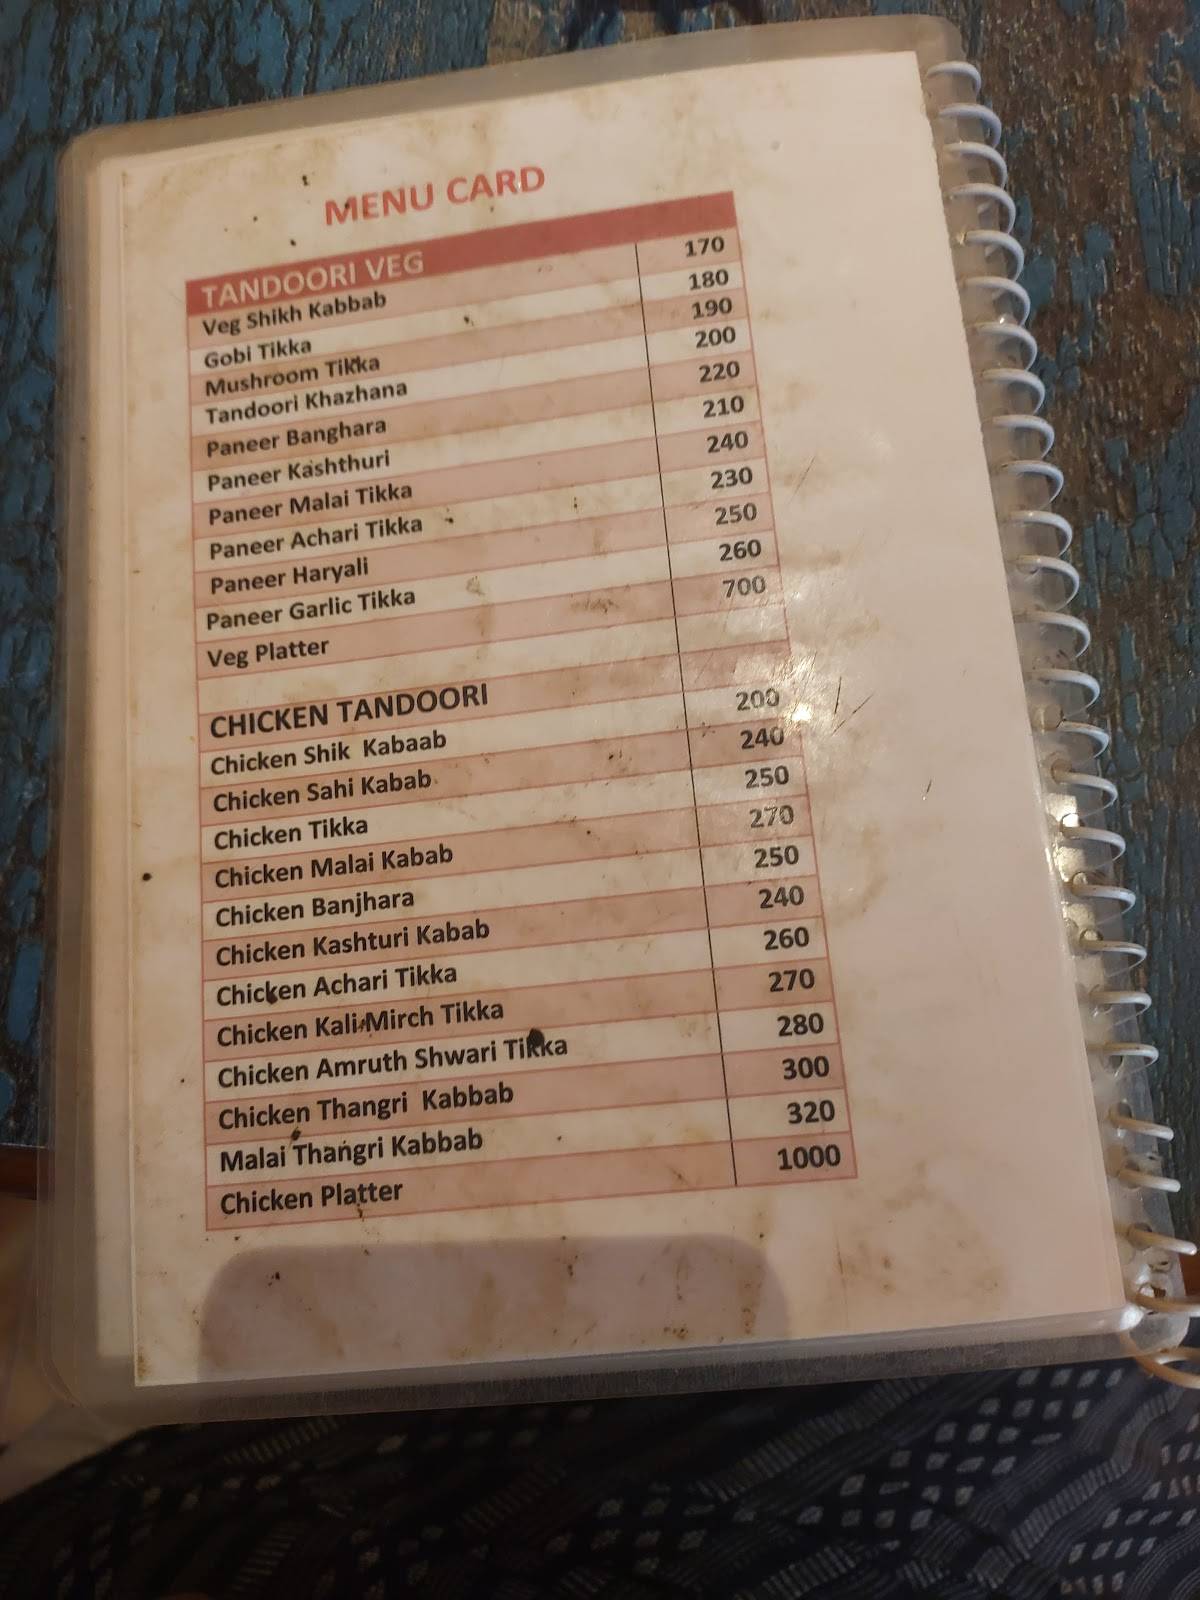 MENU CARD
TANDOORI VEG
Veg Shikh Kabbab 170
Gobi Tikka 180
Mushroom Tikka 190
Tandoori Khazhana 200
Paneer Banghara 220
Paneer Kashthuri 210
Paneer Malai Tikka 240
Paneer Achari Tikka 230
Paneer Haryali 250
Paneer Garlic Tikka 260
Veg Platter 700
CHICKEN TANDOORI
Chicken Shik Kabaab 200
Chicken Sahi Kabab 240
Chicken Tikka 250
Chicken Malai Kabab 270
Chicken Banjhara 250
Chicken Kashturi Kabab 240
Chicken Achari Tikka 260
Chicken Kali Mirch Tikka 270
Chicken Amruth Shwari Tikka 280
Chicken Thangri Kabbab 300
Malai Thangri Kabbab 320
Chicken Platter 1000